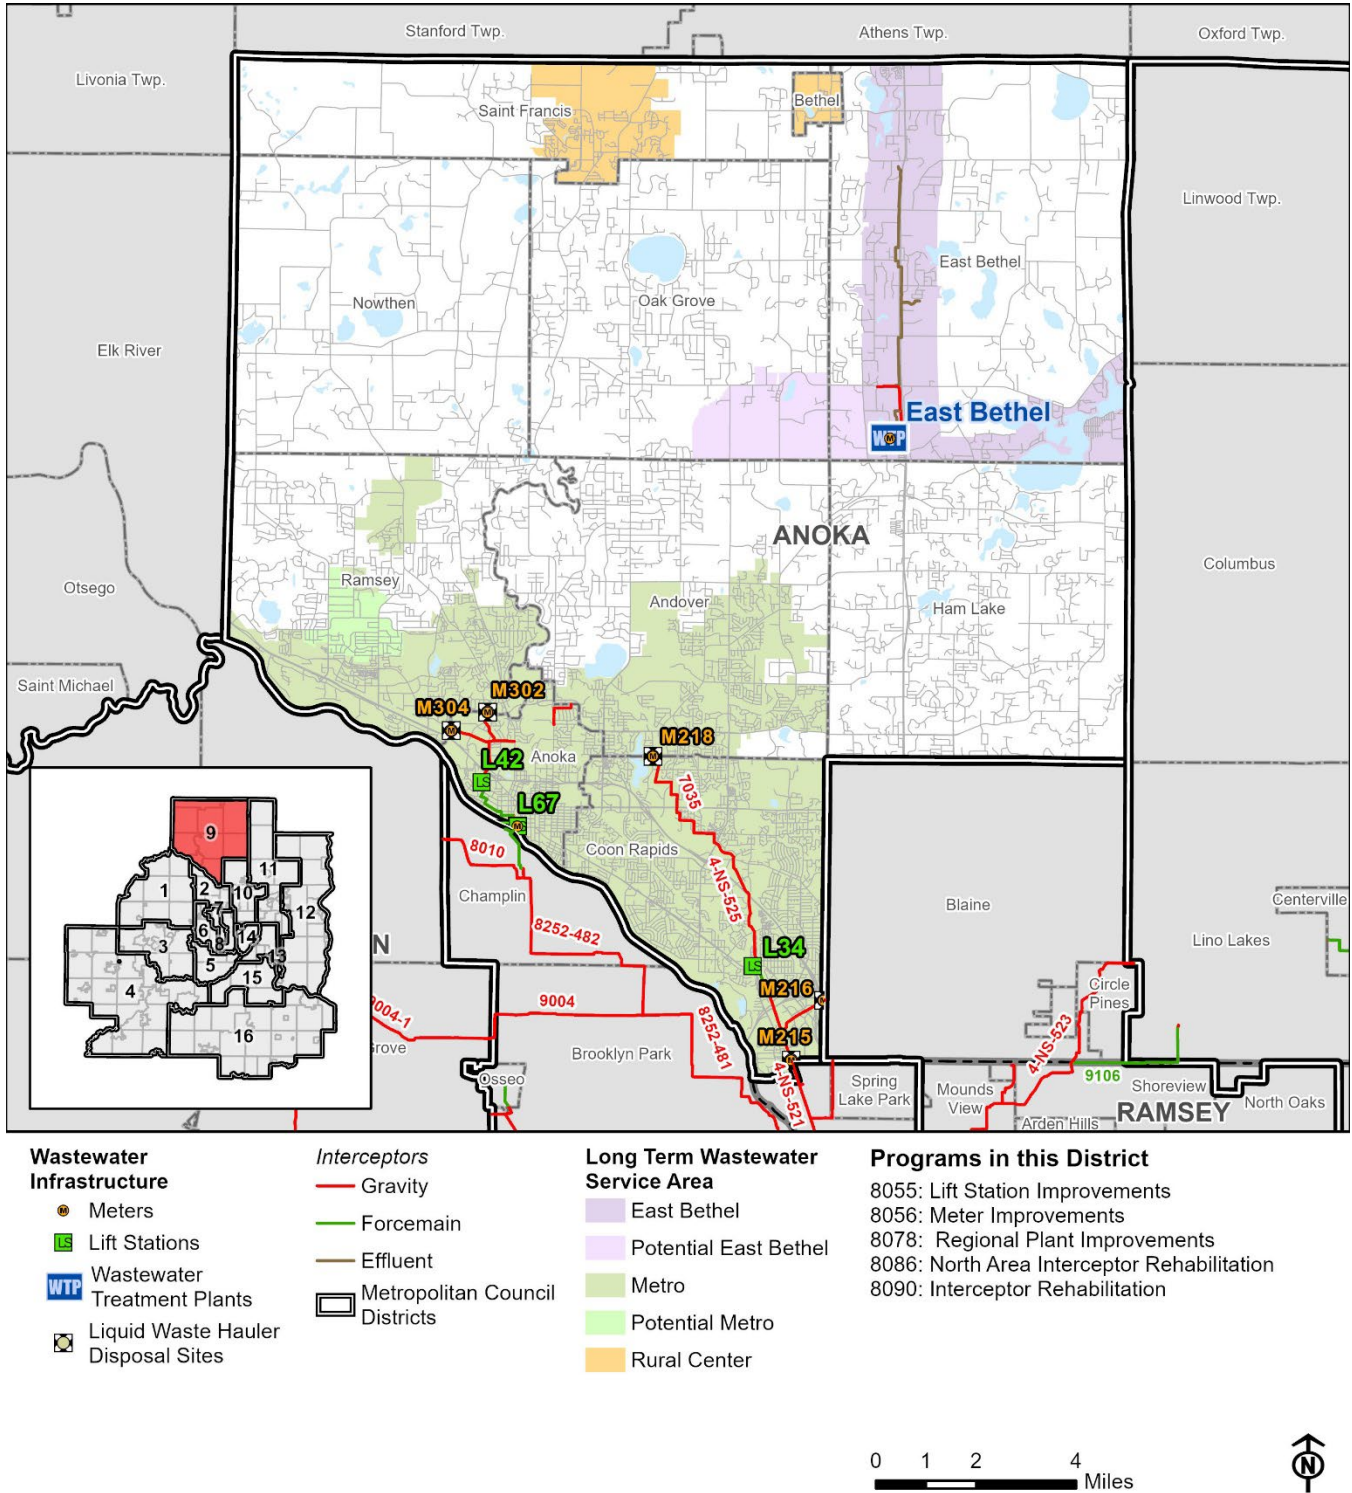 Stanford Twp.
Athens Twp.
Oxford Twp.
Livonia Twp.
Saint Francis
Bethel
Linwood Twp.
East Bethel
Nowthen
Oak Grove
Elk River
East Bethel
WTP
M
ANOKA
Columbus
Ramsey
Otsego
Andover
Ham Lake
Saint Michael
M302
M
M304
M
M218
M
L42
LS
Anoka
7035
L67
M
8010
Coon Rapids
4-NS-525
Champlin
Blaine
Centerville
8252-482
N
L34
LS
Lino Lakes
M216
M
Circle
Pines
9004-1
9004
8252-481
M215
M
4-NS-523
Grove
Brooklyn Park
4-NS-521
Osseo
Spring
Lake Park
Mounds
View
9106
Shoreview
North Oaks
RAMSEY
Arden Hills
9
11
1
2
10
7
12
6
3
8
14
13
5
15
4
16
Wastewater
Infrastructure
M Meters
LS Lift Stations
WTP Wastewater
Treatment Plants
Liquid Waste Hauler
Disposal Sites
Interceptors
Gravity
Forcemain
Effluent
Metropolitan Council
Districts
Long Term Wastewater
Service Area
East Bethel
Potential East Bethel
Metro
Potential Metro
Rural Center
Programs in this District
8055: Lift Station Improvements
8056: Meter Improvements
8078: Regional Plant Improvements
8086: North Area Interceptor Rehabilitation
8090: Interceptor Rehabilitation
0 1 2 4
Miles
N